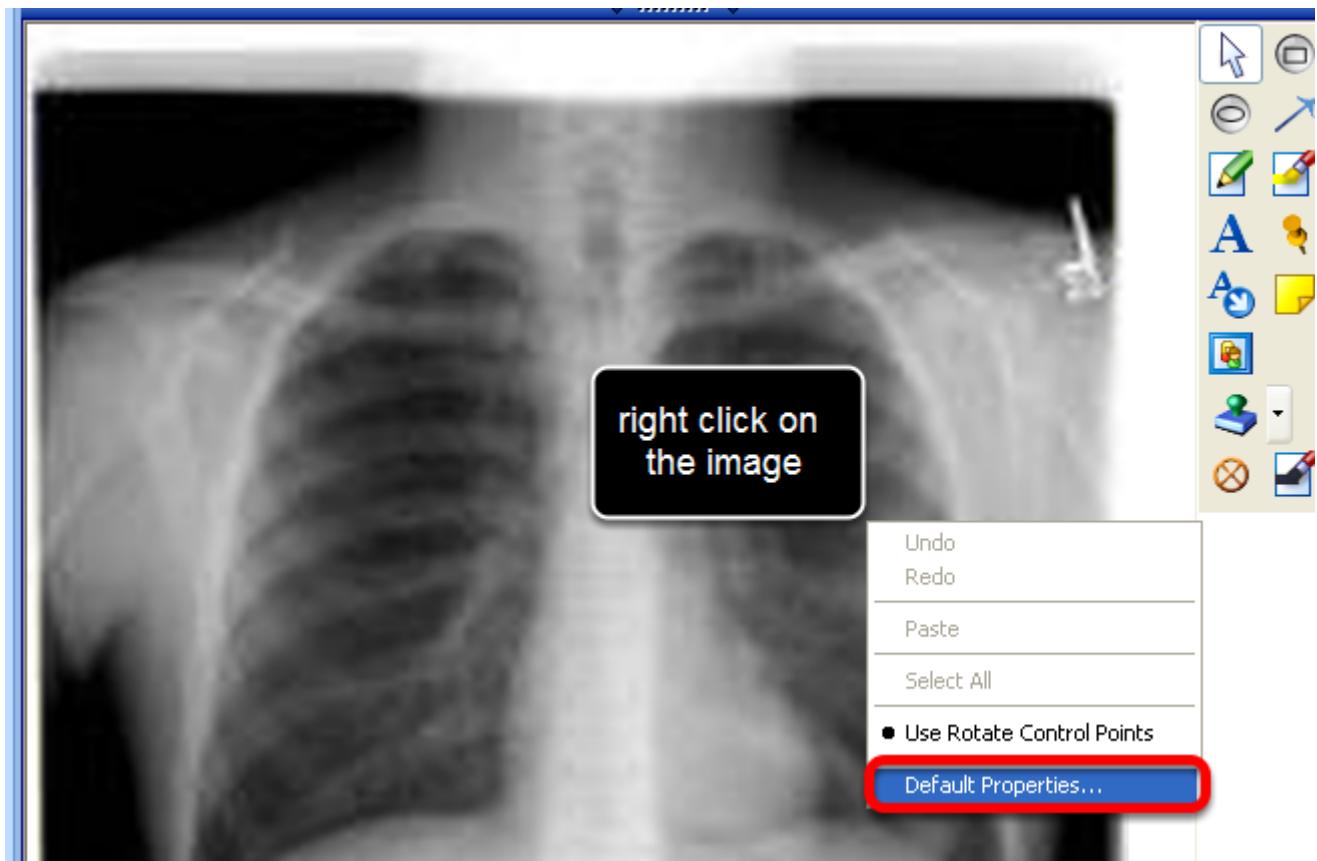 right click on
the image
Undo
Redo
Paste
Select All
Use Rotate Control Points
Default Properties...